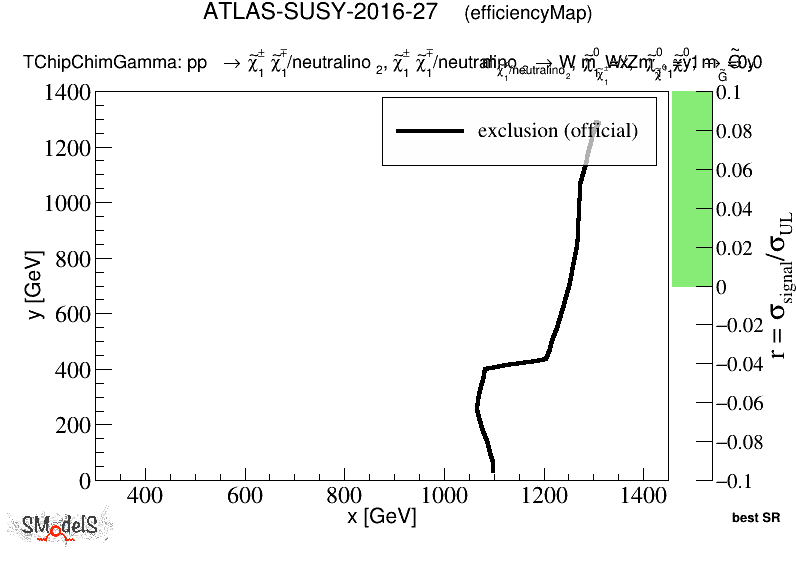 ATLAS-SUSY-2016-27 (efficiencyMap)
TChipChimGamma: pp → χ̃₁± χ̃₁∓/neutralino ₂, χ̃₁± χ̃₁∓/neutralino
1400
1200
1000
800
600
400
200
0
y [GeV]
exclusion (official)
400 600 800 1000 1200 1400
x [GeV]
0.1
0.08
0.06
0.04
0.02
0
−0.02
−0.04
−0.06
−0.08
−0.1
r = σsignal/σUL
SModelS
best SR